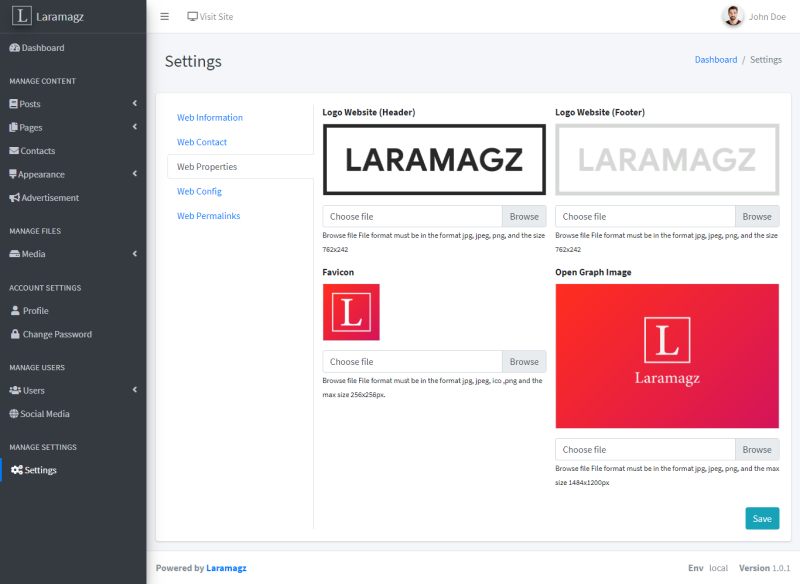 L Laramagz
Visit Site
John Doe
Dashboard
MANAGE CONTENT
Posts
Pages
Contacts
Appearance
Advertisement
MANAGE FILES
Media
ACCOUNT SETTINGS
Profile
Change Password
MANAGE USERS
Users
Social Media
MANAGE SETTINGS
Settings
Settings
Dashboard / Settings
Web Information
Web Contact
Web Properties
Web Config
Web Permalinks
Logo Website (Header)
LARAMAGZ
Choose file Browse
Browse file File format must be in the format jpg, jpeg, png, and the size
762x242
Logo Website (Footer)
LARAMAGZ
Choose file Browse
Browse file File format must be in the format jpg, jpeg, png, and the size
762x242
Favicon
L
Choose file Browse
Browse file File format must be in the format jpg, jpeg, ico ,png and the
max size 256x256px.
Open Graph Image
L
Laramagz
Choose file Browse
Browse file File format must be in the format jpg, jpeg, png, and the max
size 1484x1200px
Save
Powered by Laramagz
Env local Version 1.0.1